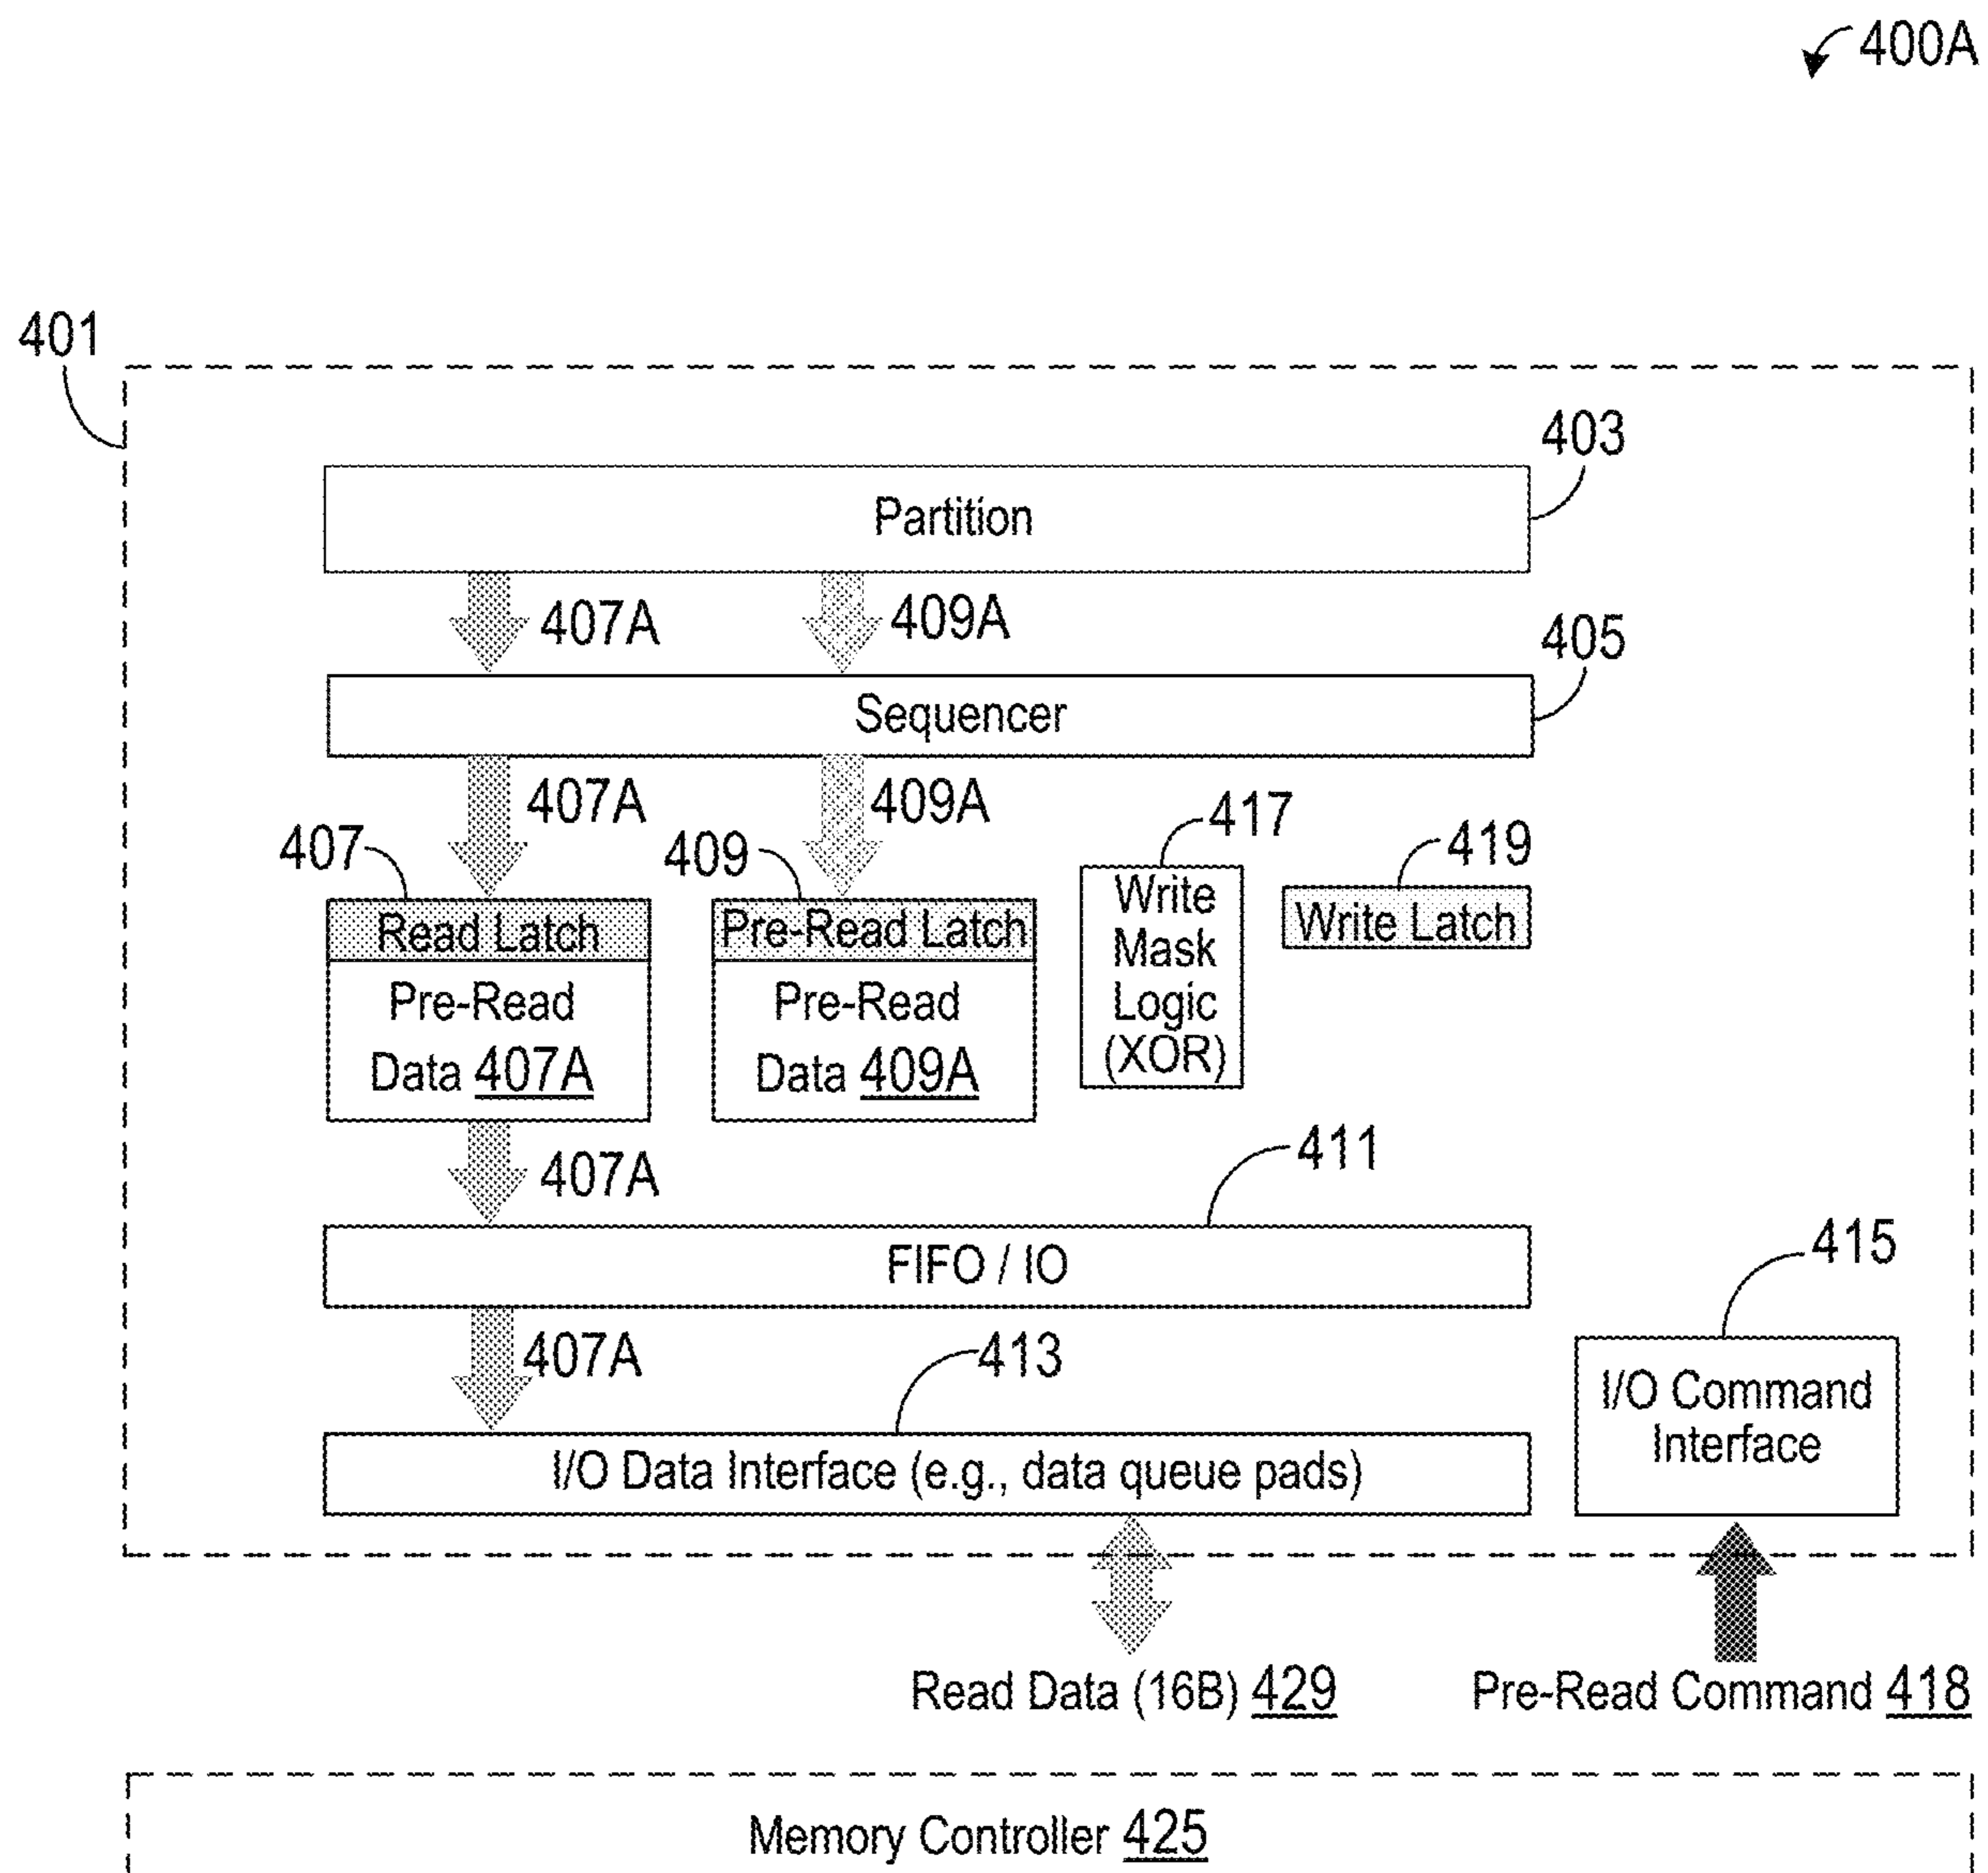 400A
401
403
Partition
407A
409A
405
Sequencer
407A
409A
417
407
409
419
Read Latch
Pre-Read Latch
Write
Mask
Logic
(XOR)
Write Latch
Pre-Read
Data 407A
Pre-Read
Data 409A
407A
411
FIFO / IO
415
407A
413
I/O Command
Interface
I/O Data Interface (e.g., data queue pads)
Read Data (16B) 429
Pre-Read Command 418
Memory Controller 425